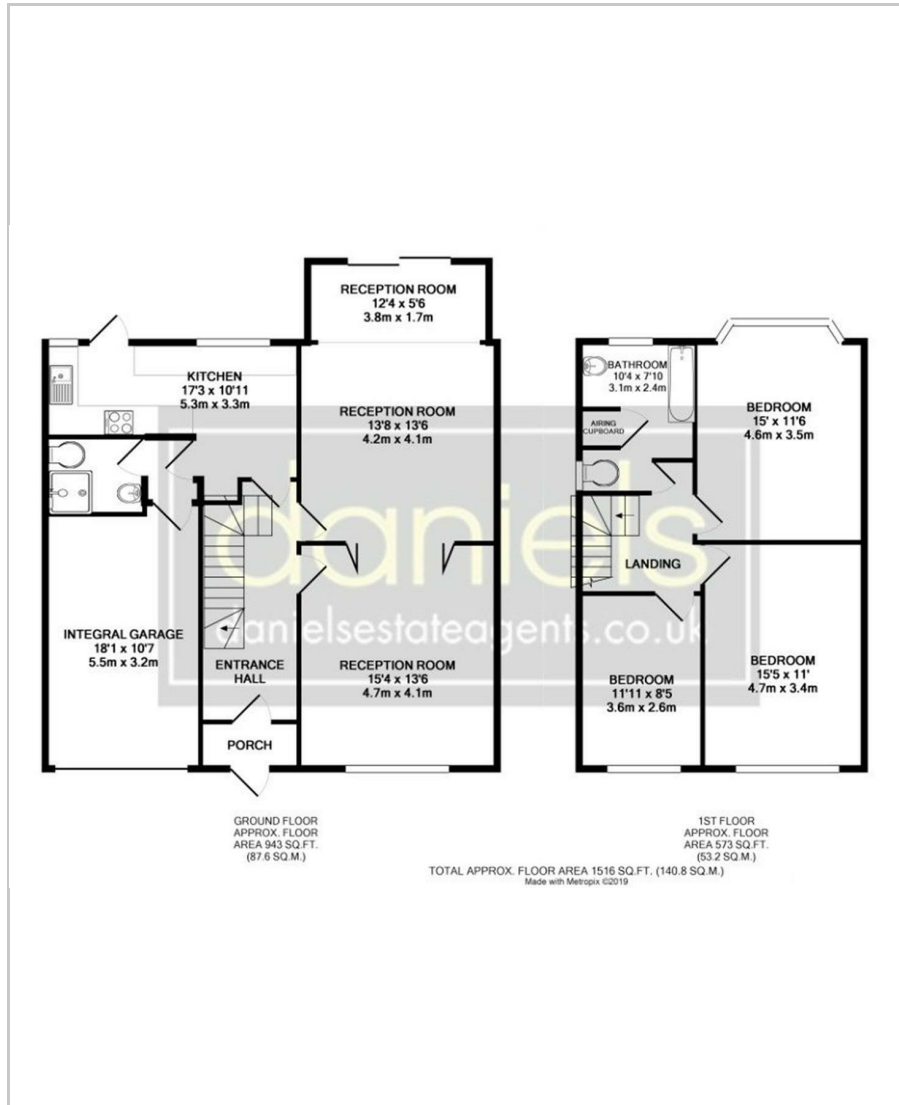 RECEPTION ROOM
12'4 x 5'6
3.8m x 1.7m
KITCHEN
17'3 x 10'11
5.3m x 3.3m
RECEPTION ROOM
13'8 x 13'6
4.2m x 4.1m
BATHROOM
10'4 x 7'10
3.1m x 2.4m
AIRING
CUPBOARD
BEDROOM
15' x 11'6
4.6m x 3.5m
daniels
danielsestateagents.co.uk
LANDING
INTEGRAL GARAGE
18'1 x 10'7
5.5m x 3.2m
ENTRANCE
HALL
RECEPTION ROOM
15'4 x 13'6
4.7m x 4.1m
BEDROOM
11'11 x 8'5
3.6m x 2.6m
BEDROOM
15'5 x 11'
4.7m x 3.4m
PORCH
GROUND FLOOR
APPROX. FLOOR
AREA 943 SQ.FT.
(87.6 SQ.M.)
1ST FLOOR
APPROX. FLOOR
AREA 573 SQ.FT.
(53.2 SQ.M.)
TOTAL APPROX. FLOOR AREA 1516 SQ.FT. (140.8 SQ.M.)
Made with Metropix ©2019